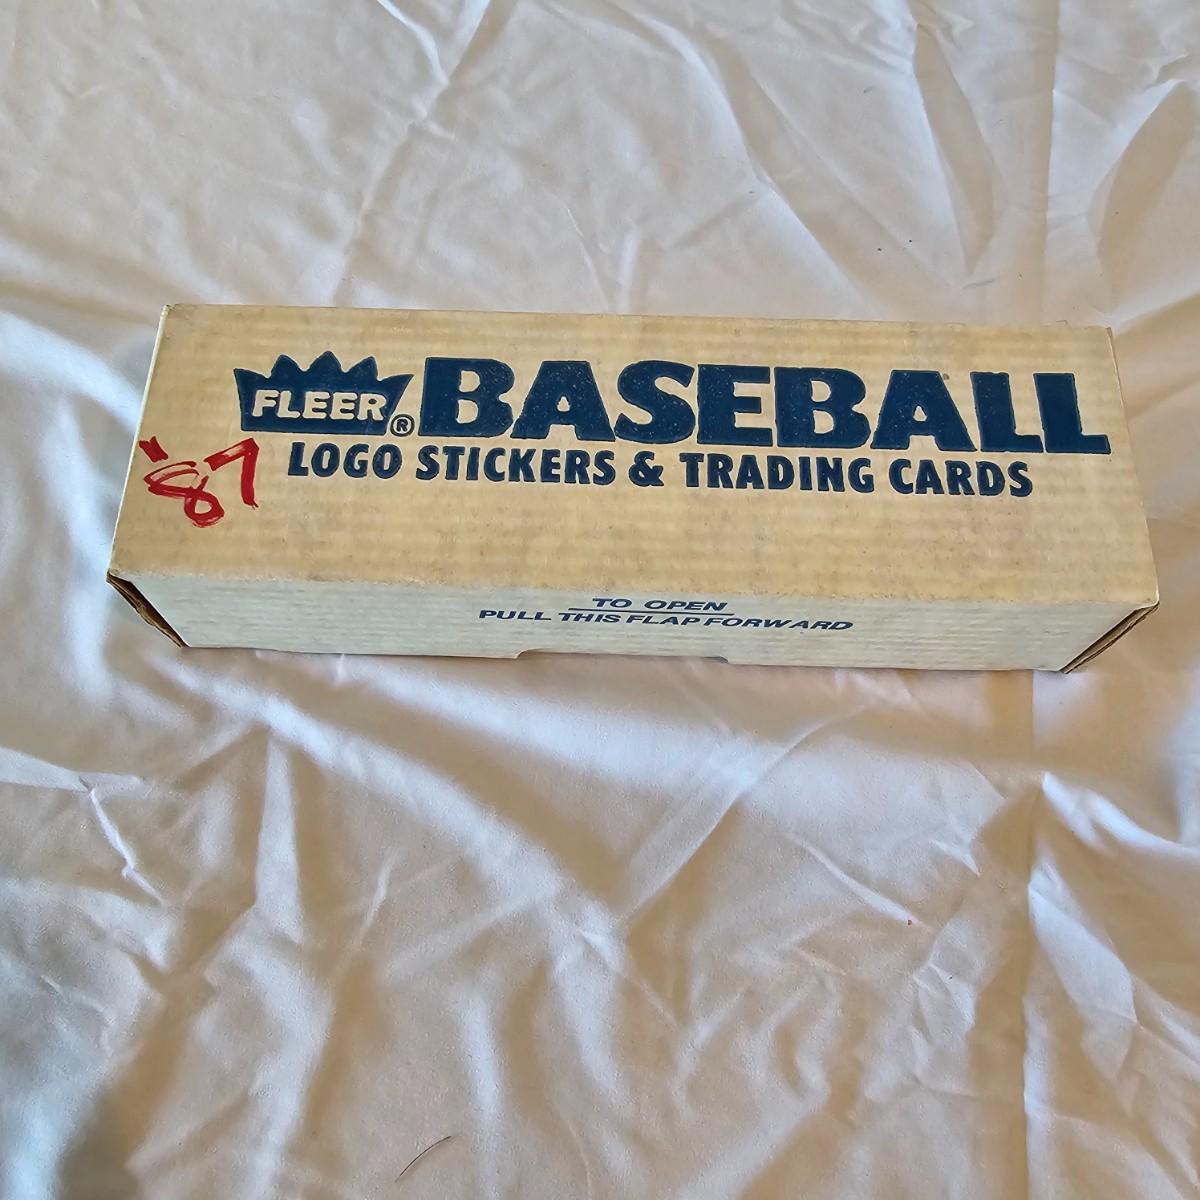 FLEER® BASEBALL
'87 LOGO STICKERS & TRADING CARDS
TO OPEN
PULL THIS FLAP FORWARD